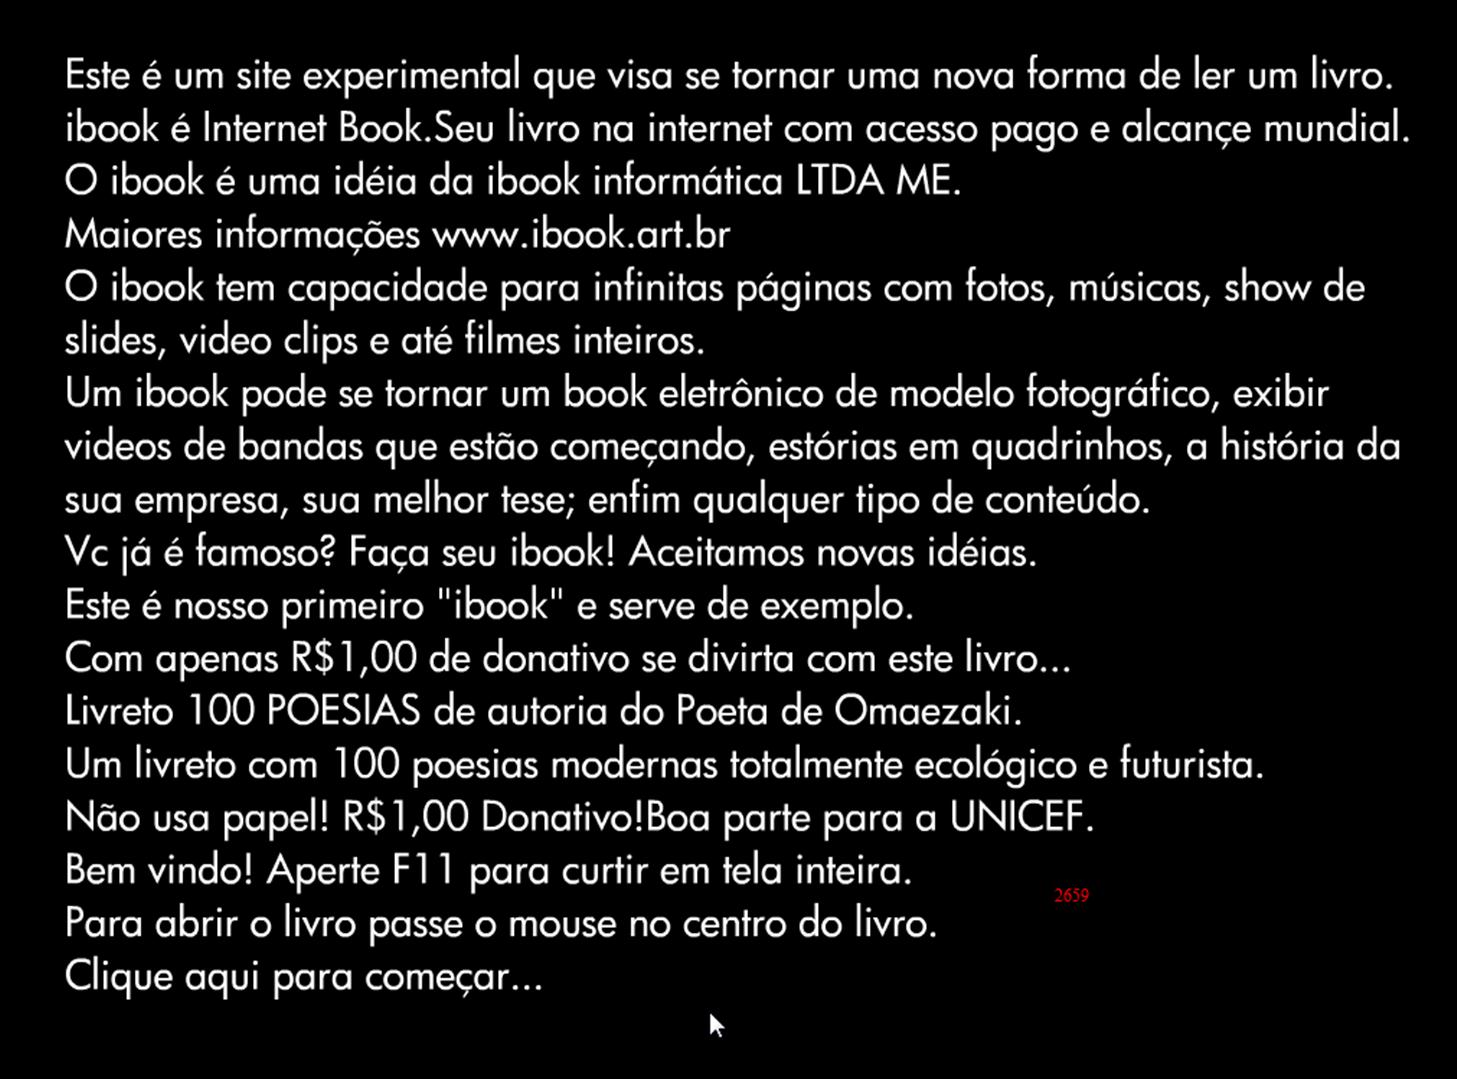 Este é um site experimental que visa se tornar uma nova forma de ler um livro.
ibook é Internet Book.Seu livro na internet com acesso pago e alcançe mundial.
O ibook é uma idéia da ibook informática LTDA ME.
Maiores informações www.ibook.art.br
O ibook tem capacidade para infinitas páginas com fotos, músicas, show de
slides, video clips e até filmes inteiros.
Um ibook pode se tornar um book eletrônico de modelo fotográfico, exibir
videos de bandas que estão começando, estórias em quadrinhos, a história da
sua empresa, sua melhor tese; enfim qualquer tipo de conteúdo.
Vc já é famoso? Faça seu ibook! Aceitamos novas idéias.
Este é nosso primeiro "ibook" e serve de exemplo.
Com apenas R$1,00 de donativo se divirta com este livro...
Livreto 100 POESIAS de autoria do Poeta de Omaezaki.
Um livreto com 100 poesias modernas totalmente ecológico e futurista.
Não usa papel! R$1,00 Donativo!Boa parte para a UNICEF.
Bem vindo! Aperte F11 para curtir em tela inteira.
2659
Para abrir o livro passe o mouse no centro do livro.
Clique aqui para começar...